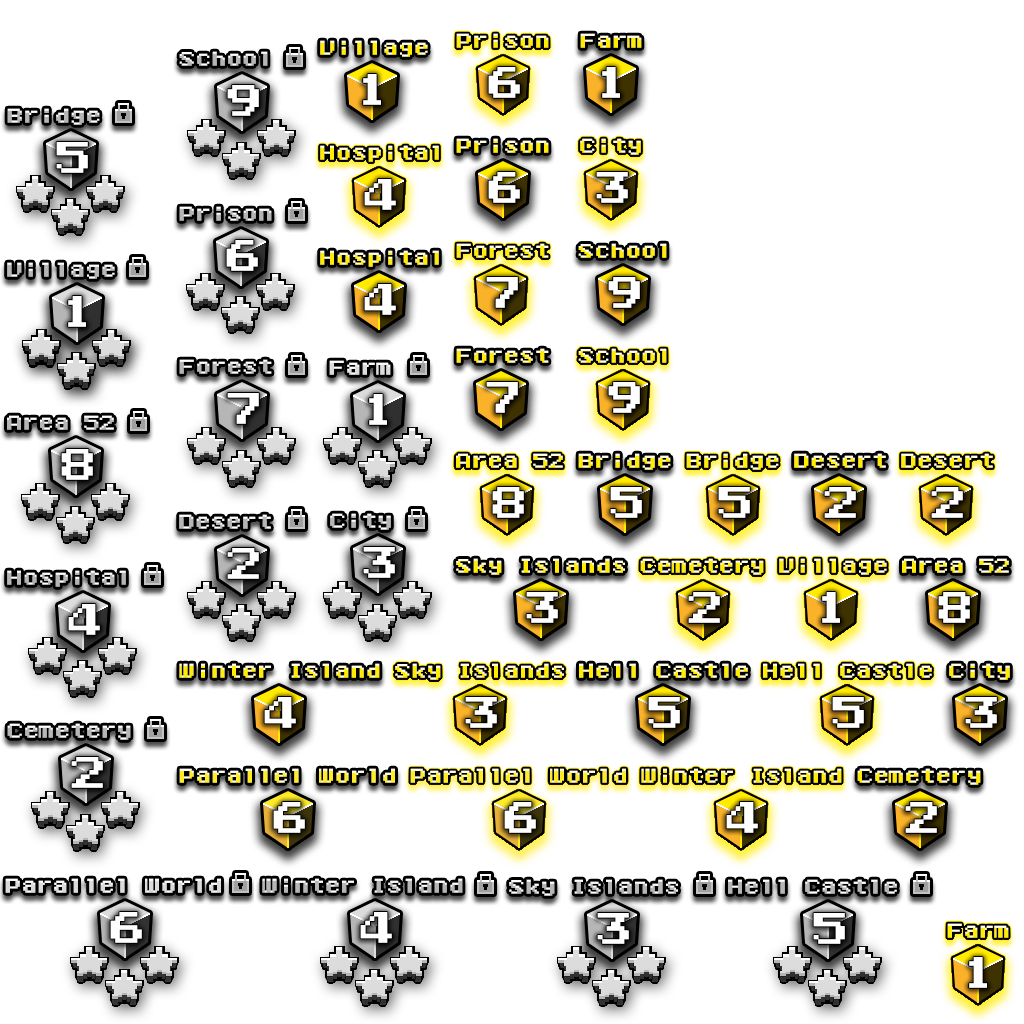 School
Village
Prison
Farm
9
1
6
1
Bridge
5
Hospital
Prison
City
4
6
3
Prison
6
Village
1
Hospital
Forest
School
4
7
9
Forest
Farm
7
1
Forest
School
7
9
Area 52
8
Area 52 Bridge Bridge Desert Desert
8 5 5 2 2
Desert
City
2
3
Hospital
4
Sky Islands Cemetery Village Area 52
3 2 1 8
Winter Island Sky Islands Hell Castle Hell Castle City
4 3 5 5 3
Cemetery
2
Parallel World Parallel World Winter Island Cemetery
6 6 4 2
Parallel World Winter Island Sky Islands Hell Castle
6 4 3 5
Farm
1